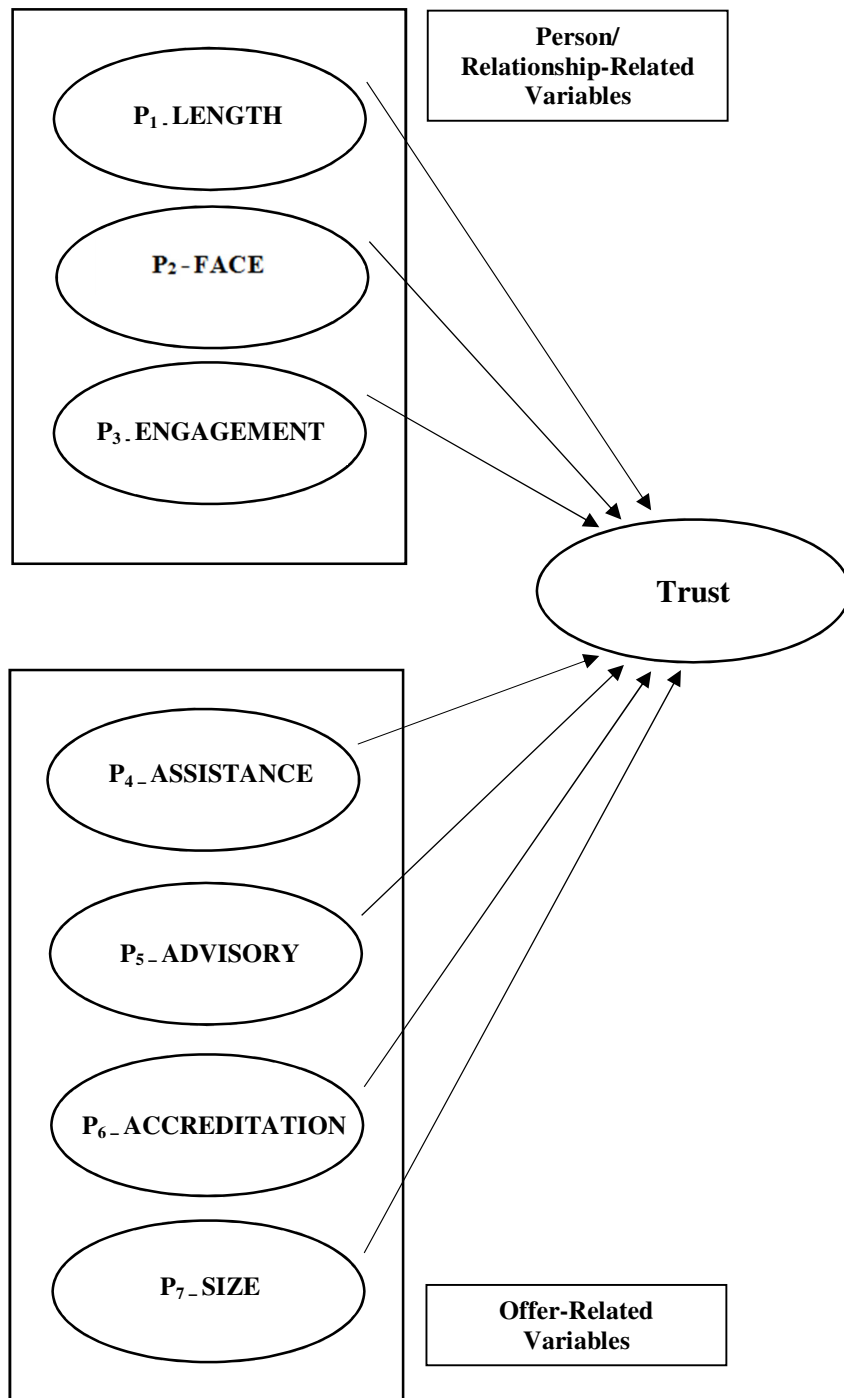 Person/
Relationship-Related
Variables
P₁ - LENGTH
P₂ - FACE
P₃ - ENGAGEMENT
Trust
P₄ – ASSISTANCE
P₅ – ADVISORY
P₆ – ACCREDITATION
P₇ – SIZE
Offer-Related
Variables